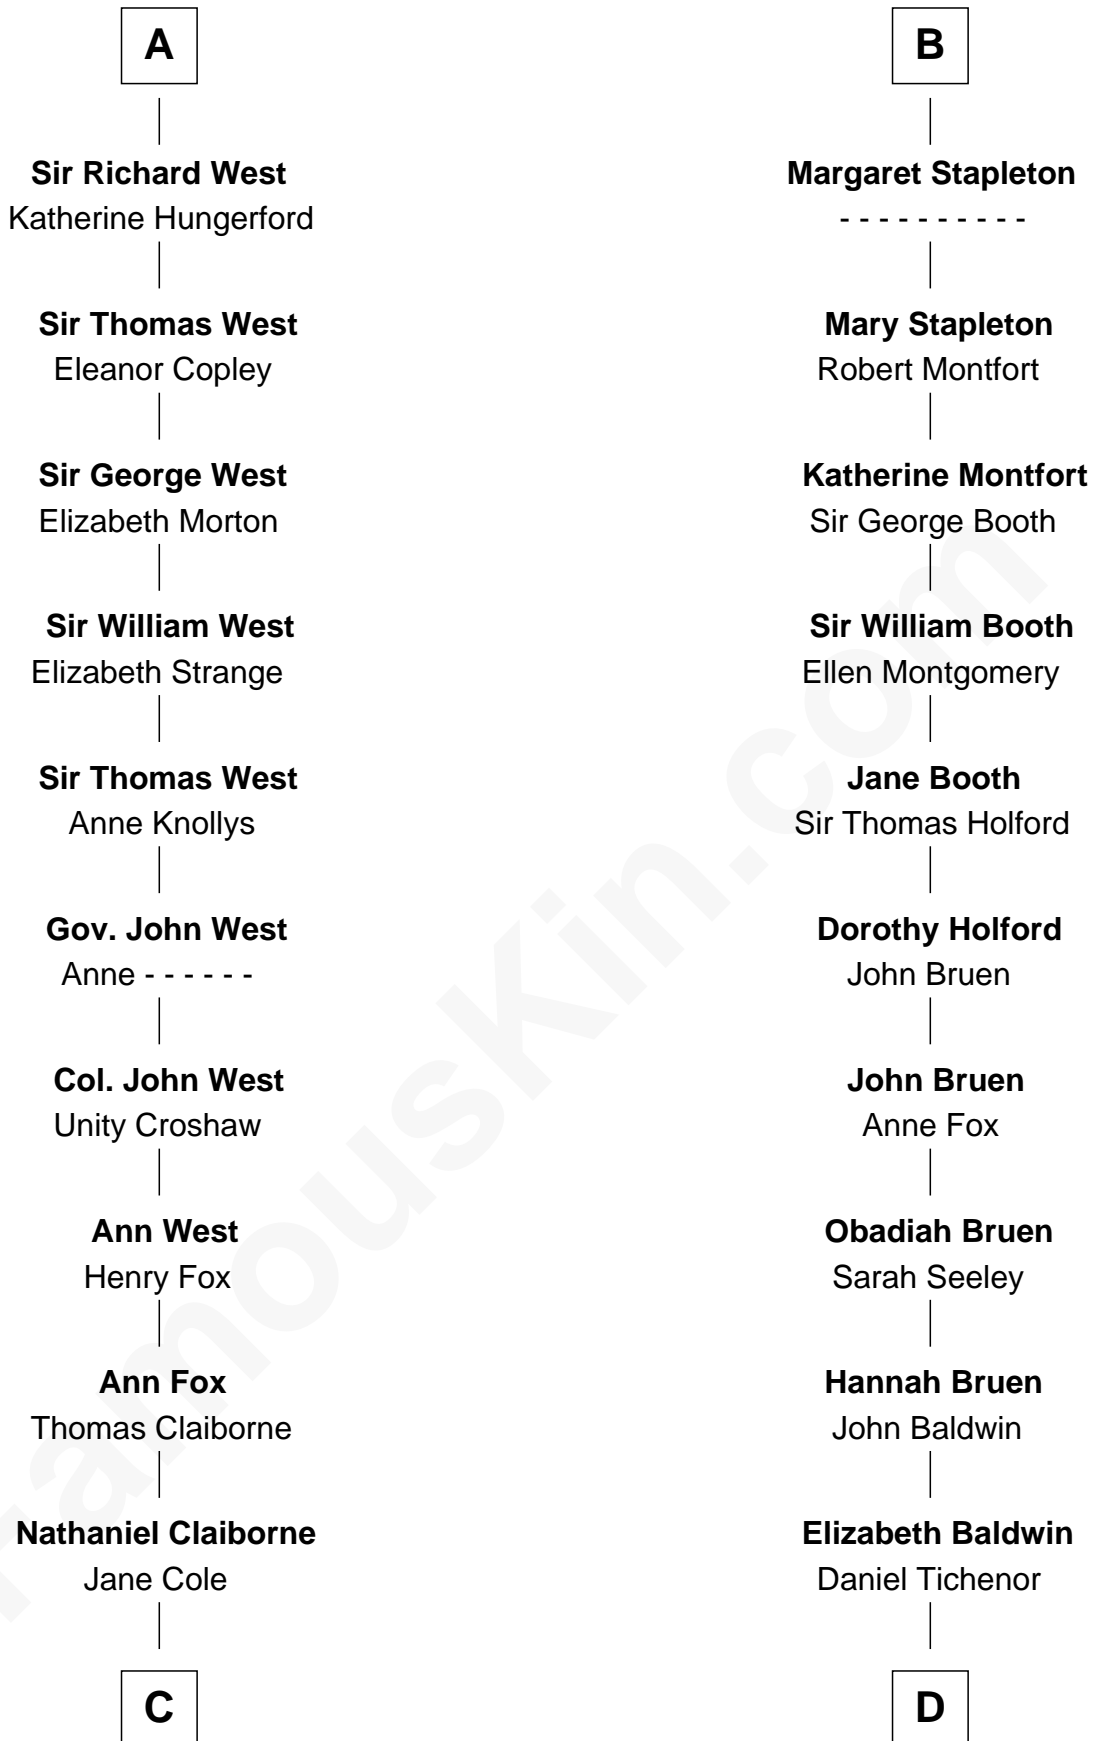 A
Sir Richard West
Katherine Hungerford
Sir Thomas West
Eleanor Copley
Sir George West
Elizabeth Morton
Sir William West
Elizabeth Strange
Sir Thomas West
Anne Knollys
Gov. John West
Anne - - - - - -
Col. John West
Unity Croshaw
Ann West
Henry Fox
Ann Fox
Thomas Claiborne
Nathaniel Claiborne
Jane Cole
C
B
Margaret Stapleton
- - - - - - - - - -
Mary Stapleton
Robert Montfort
Katherine Montfort
Sir George Booth
Sir William Booth
Ellen Montgomery
Jane Booth
Sir Thomas Holford
Dorothy Holford
John Bruen
John Bruen
Anne Fox
Obadiah Bruen
Sarah Seeley
Hannah Bruen
John Baldwin
Elizabeth Baldwin
Daniel Tichenor
D
FamousKin.com